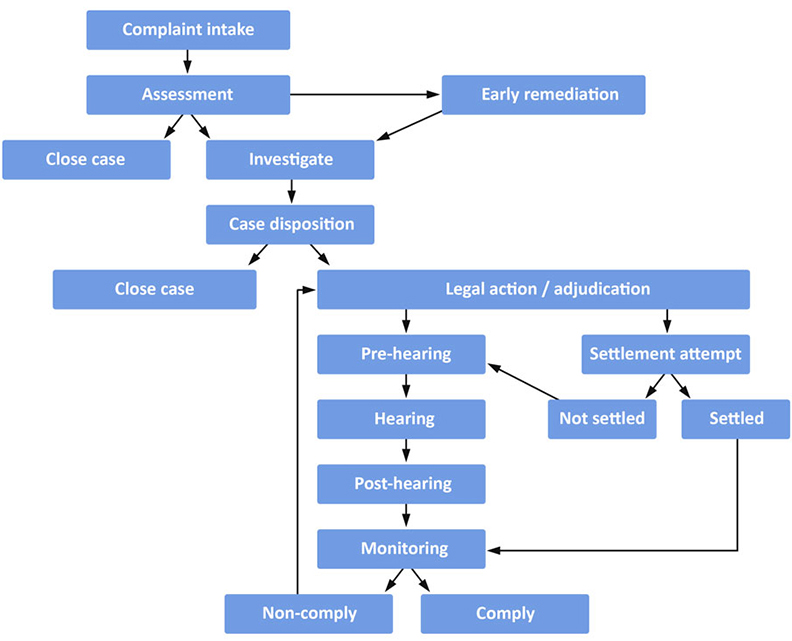 Complaint intake
Assessment
Early remediation
Close case
Investigate
Case disposition
Close case
Legal action / adjudication
Pre-hearing
Settlement attempt
Hearing
Not settled
Settled
Post-hearing
Monitoring
Non-comply
Comply